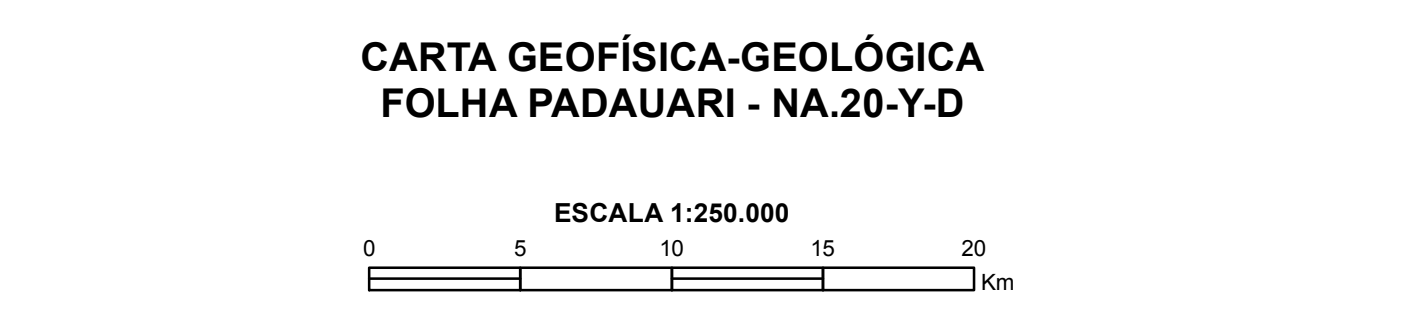 CARTA GEOFÍSICA-GEOLÓGICA
FOLHA PADAUARI - NA.20-Y-D
ESCALA 1:250.000
0 5 10 15 20
Km